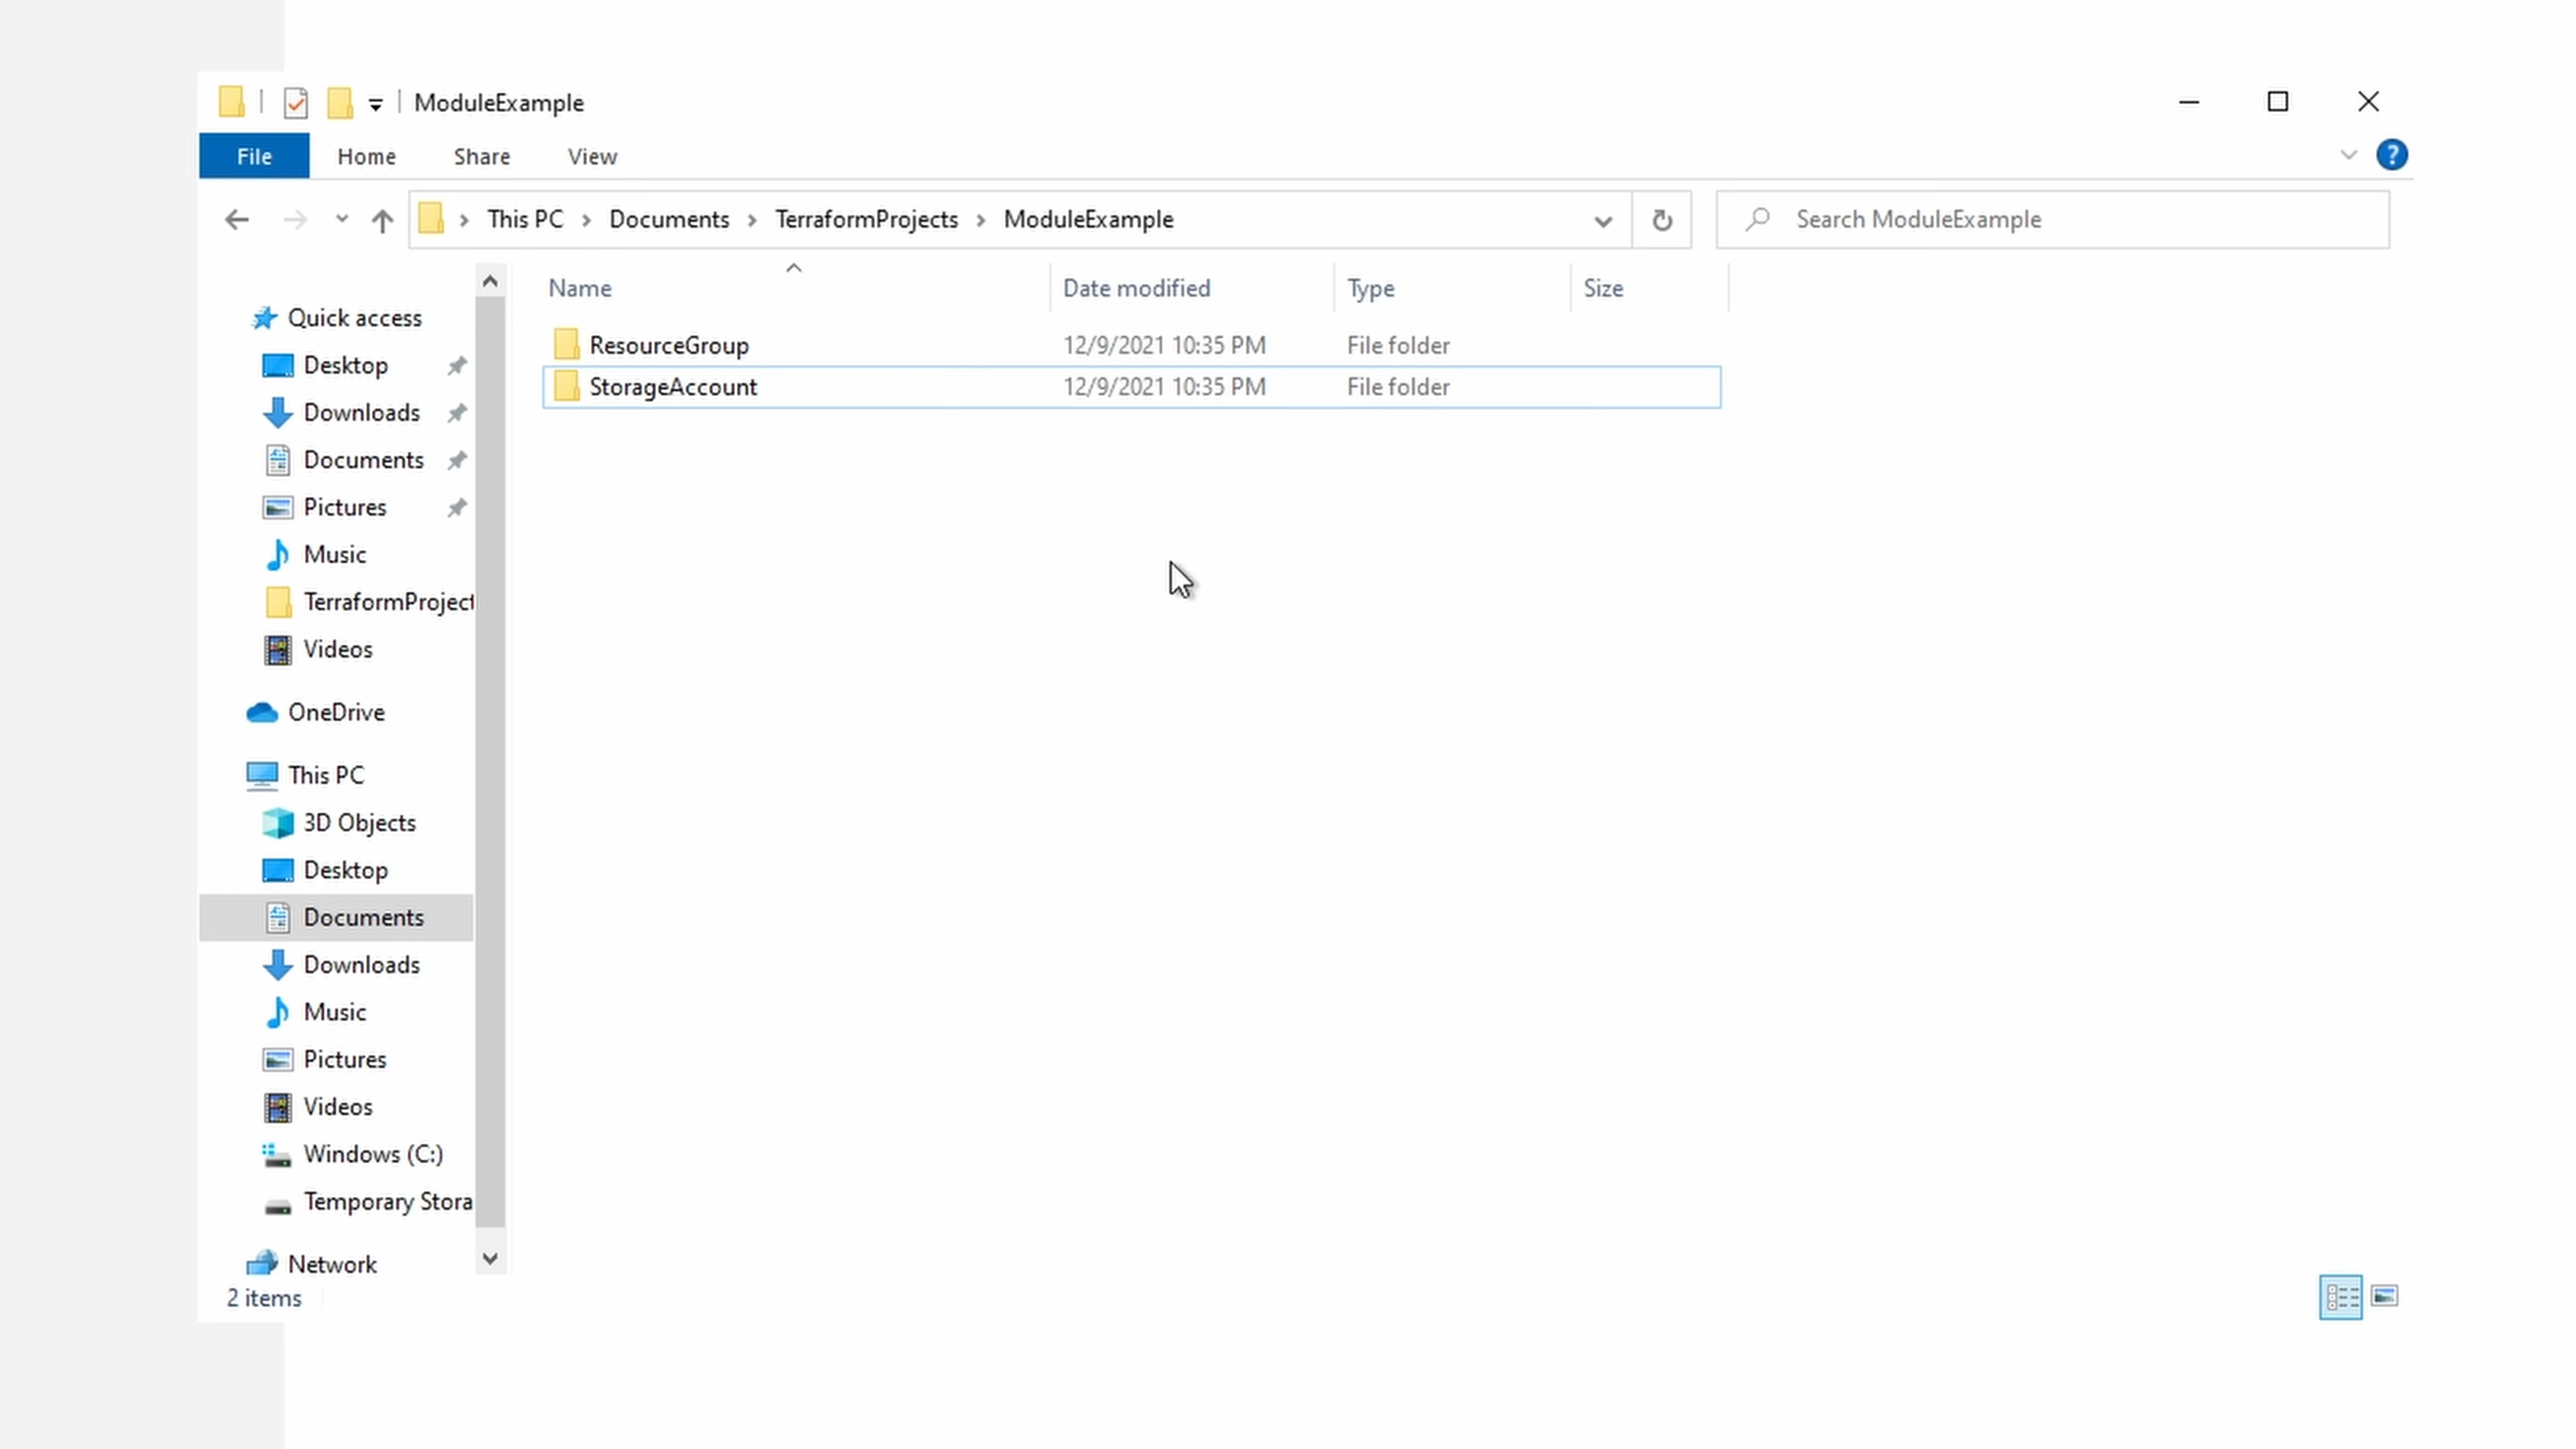 ModuleExample
File Home Share View
This PC Documents TerraformProjects ModuleExample
Search ModuleExample
Name Date modified Type Size
ResourceGroup 12/9/2021 10:35 PM File folder
StorageAccount 12/9/2021 10:35 PM File folder
Quick access
Desktop
Downloads
Documents
Pictures
Music
TerraformProject
Videos
OneDrive
This PC
3D Objects
Desktop
Documents
Downloads
Music
Pictures
Videos
Windows (C:)
Temporary Stora
Network
2 items